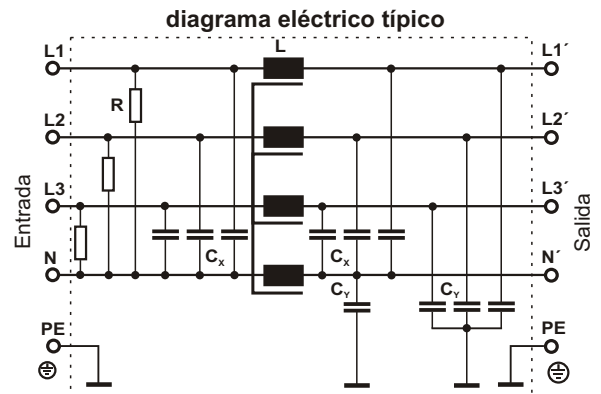 diagrama eléctrico típico
L1
L
L1´
R
L2
L2´
L3
L3´
Entrada
Salida
N
Cx
Cx
N´
CY
CY
PE
PE